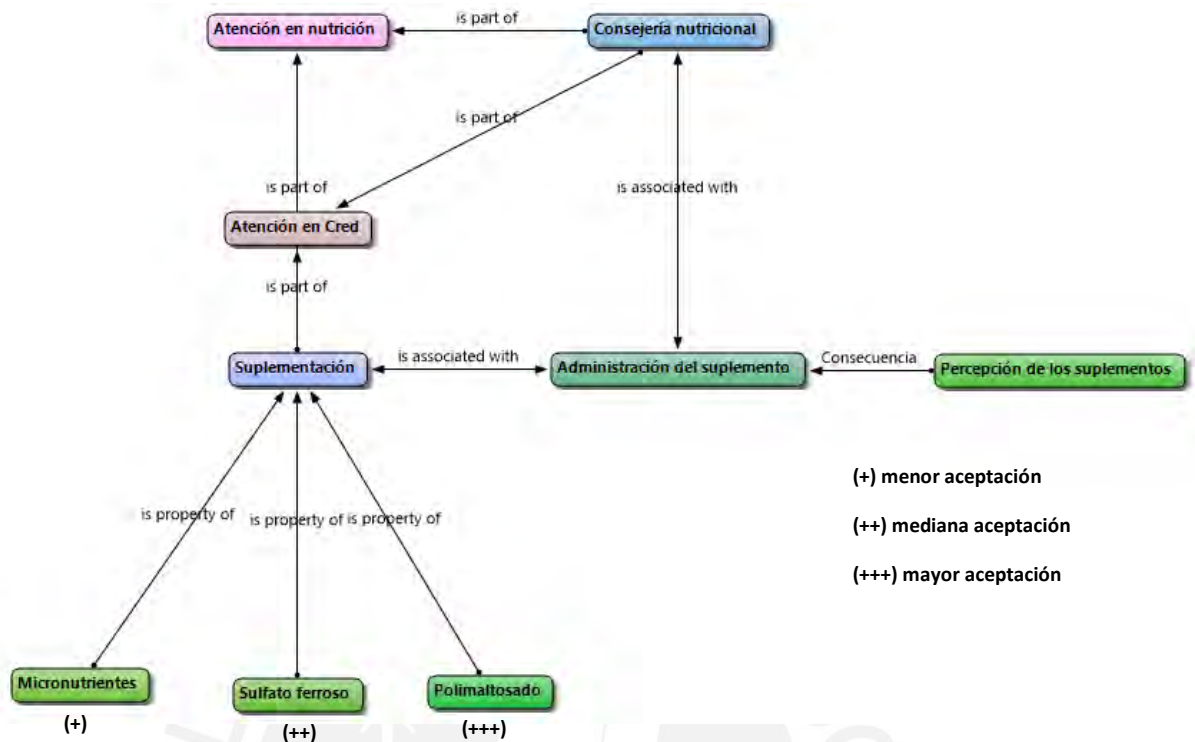 Atención en nutrición
is part of
Consejería nutricional
is part of
is associated with
is part of
Atención en Cred
is part of
Suplementación
is associated with
Administración del suplemento
Consecuencia
Percepción de los suplementos
(+) menor aceptación
is property of
is property of
is property of
(++) mediana aceptación
(+++) mayor aceptación
Micronutrientes
Sulfato ferroso
Polimaltosado
(+)
(++)
(+++)